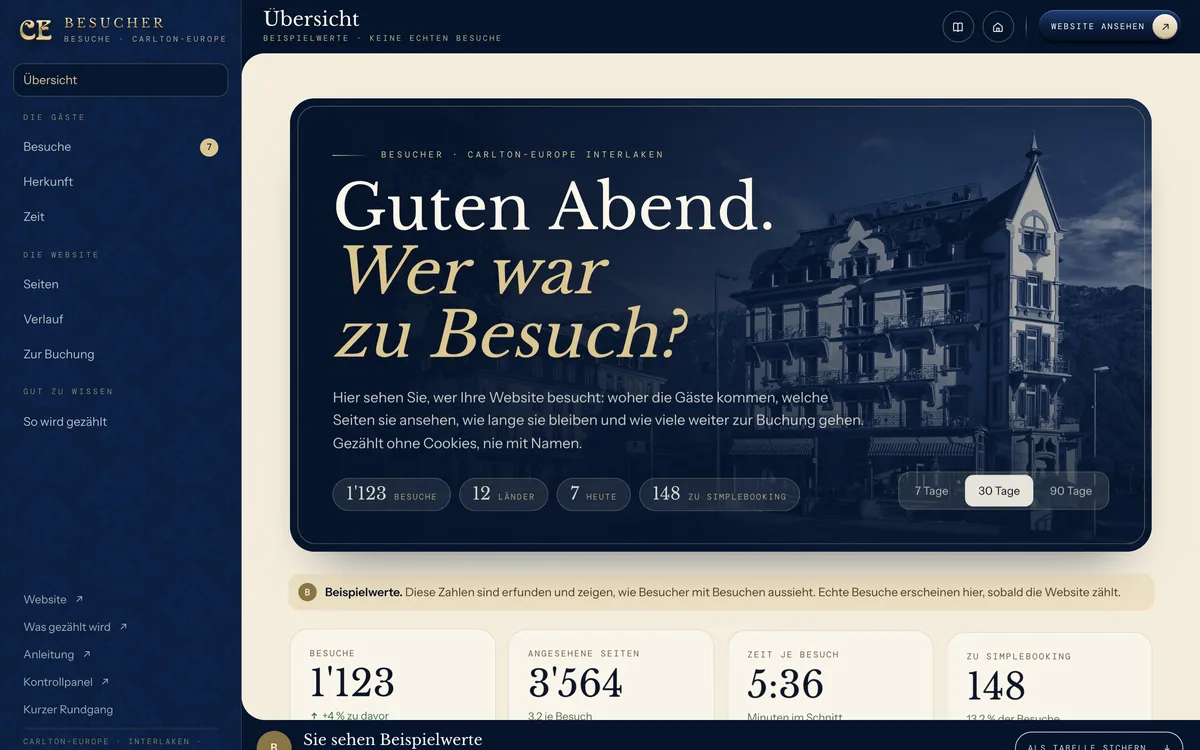 CE
BESUCHER
BESUCHE · CARLTON-EUROPE
Übersicht
DIE GÄSTE
Besuche 7
Herkunft
Zeit
DIE WEBSITE
Seiten
Verlauf
Zur Buchung
GUT ZU WISSEN
So wird gezählt
Website ↗
Was gezählt wird ↗
Anleitung ↗
Kontrollpanel ↗
Kurzer Rundgang
CARLTON-EUROPE · INTERLAKEN ·
Übersicht
BEISPIELWERTE · KEINE ECHTEN BESUCHE
WEBSITE ANSEHEN ↗
BESUCHER · CARLTON-EUROPE INTERLAKEN
Guten Abend.
Wer war
zu Besuch?
Hier sehen Sie, wer Ihre Website besucht: woher die Gäste kommen, welche
Seiten sie ansehen, wie lange sie bleiben und wie viele weiter zur Buchung gehen.
Gezählt ohne Cookies, nie mit Namen.
1'123 BESUCHE 12 LÄNDER 7 HEUTE 148 ZU SIMPLEBOOKING
7 Tage 30 Tage 90 Tage
B Beispielwerte. Diese Zahlen sind erfunden und zeigen, wie Besucher mit Besuchen aussieht. Echte Besuche erscheinen hier, sobald die Website zählt.
BESUCHE
1'123
↑ +4 % zu davor
ANGESEHENE SEITEN
3'564
3,2 je Besuch
ZEIT JE BESUCH
5:36
Minuten im Schnitt
ZU SIMPLEBOOKING
148
13,2 % der Besuche
B Sie sehen Beispielwerte
ALS TABELLE SICHERN ↓